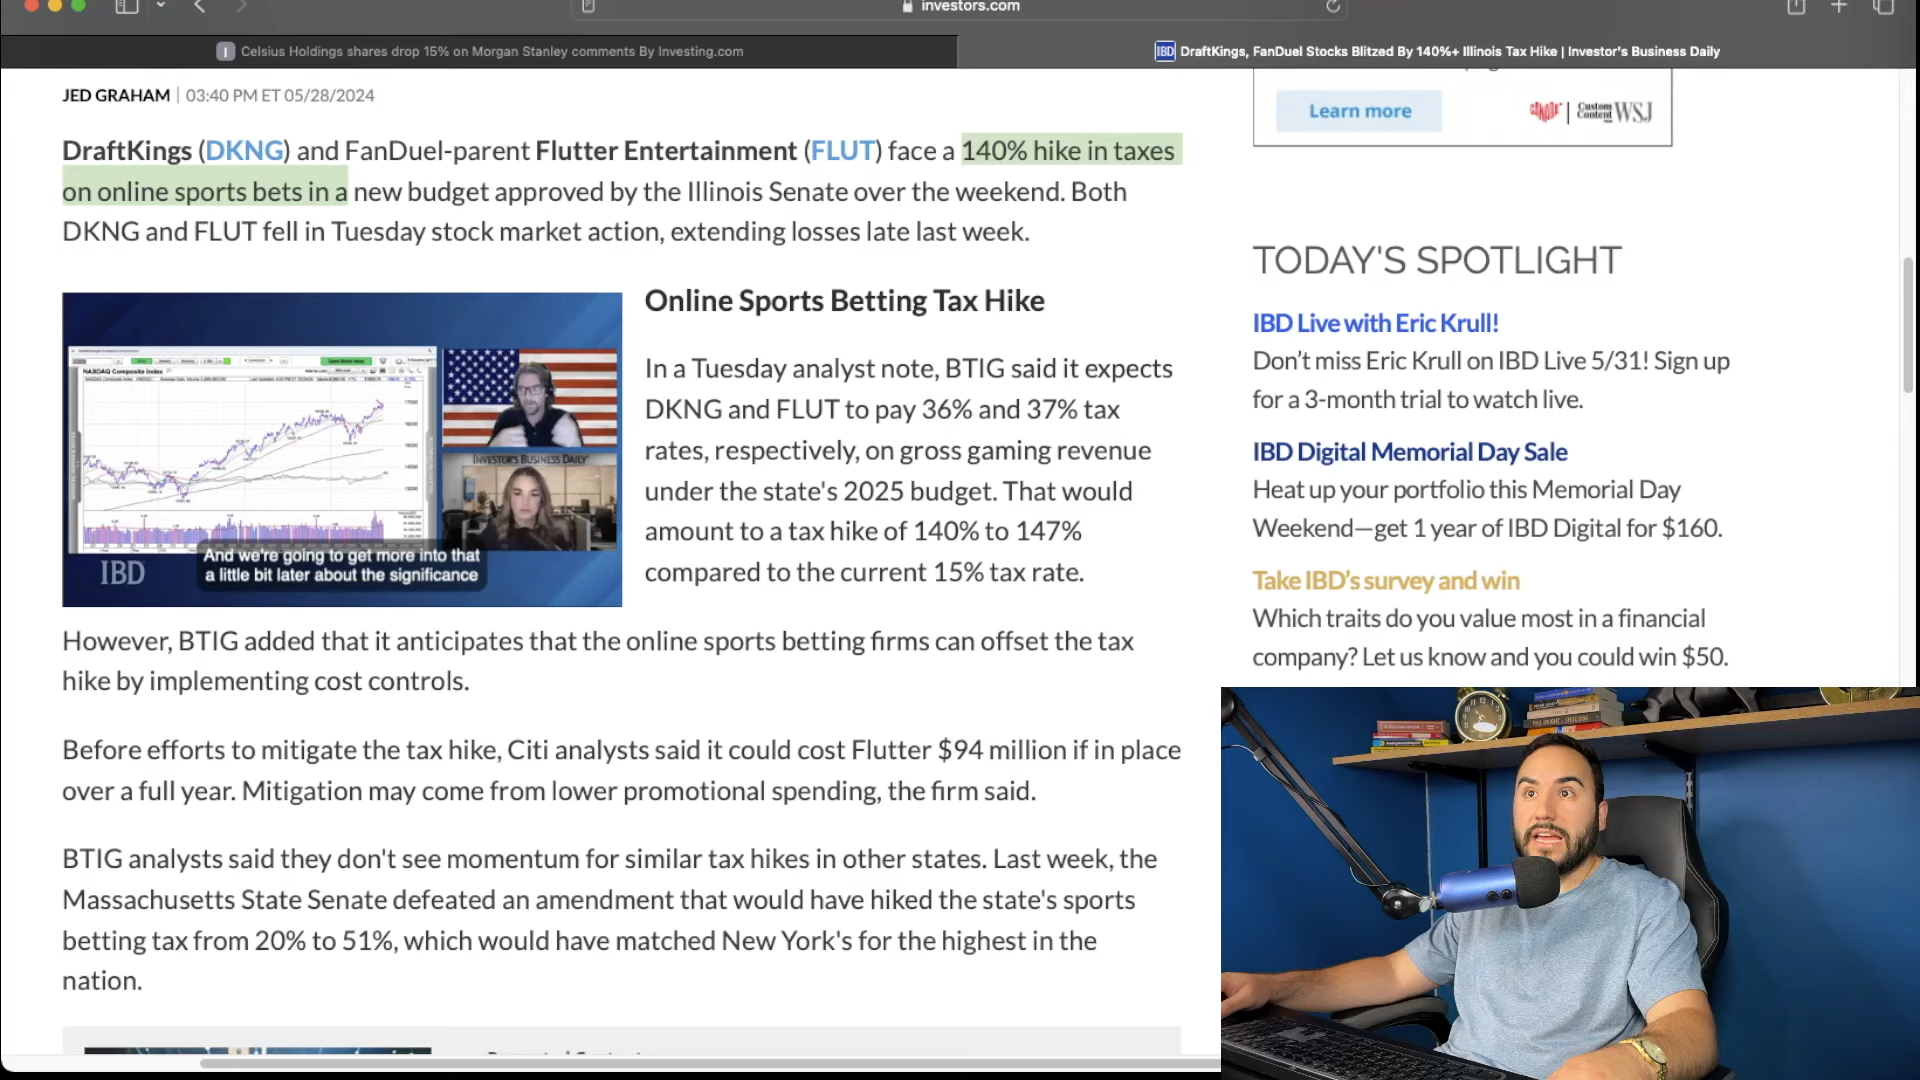 investors.com
Celsius Holdings shares drop 15% on Morgan Stanley comments By Investing.com
IBD DraftKings, FanDuel Stocks Blitzed By 140%+ Illinois Tax Hike | Investor's Business Daily
JED GRAHAM | 03:40 PM ET 05/28/2024
DraftKings (DKNG) and FanDuel-parent Flutter Entertainment (FLUT) face a 140% hike in taxes
on online sports bets in a new budget approved by the Illinois Senate over the weekend. Both
DKNG and FLUT fell in Tuesday stock market action, extending losses late last week.
NASDAQ Composite Index
INVESTOR'S BUSINESS DAILY
And we're going to get more into that
a little bit later about the significance
IBD
Online Sports Betting Tax Hike
In a Tuesday analyst note, BTIG said it expects
DKNG and FLUT to pay 36% and 37% tax
rates, respectively, on gross gaming revenue
under the state's 2025 budget. That would
amount to a tax hike of 140% to 147%
compared to the current 15% tax rate.
However, BTIG added that it anticipates that the online sports betting firms can offset the tax
hike by implementing cost controls.
Before efforts to mitigate the tax hike, Citi analysts said it could cost Flutter $94 million if in place
over a full year. Mitigation may come from lower promotional spending, the firm said.
BTIG analysts said they don't see momentum for similar tax hikes in other states. Last week, the
Massachusetts State Senate defeated an amendment that would have hiked the state's sports
betting tax from 20% to 51%, which would have matched New York's for the highest in the
nation.
Learn more
Custom
Content WSJ
TODAY'S SPOTLIGHT
IBD Live with Eric Krull!
Don’t miss Eric Krull on IBD Live 5/31! Sign up
for a 3-month trial to watch live.
IBD Digital Memorial Day Sale
Heat up your portfolio this Memorial Day
Weekend—get 1 year of IBD Digital for $160.
Take IBD’s survey and win
Which traits do you value most in a financial
company? Let us know and you could win $50.